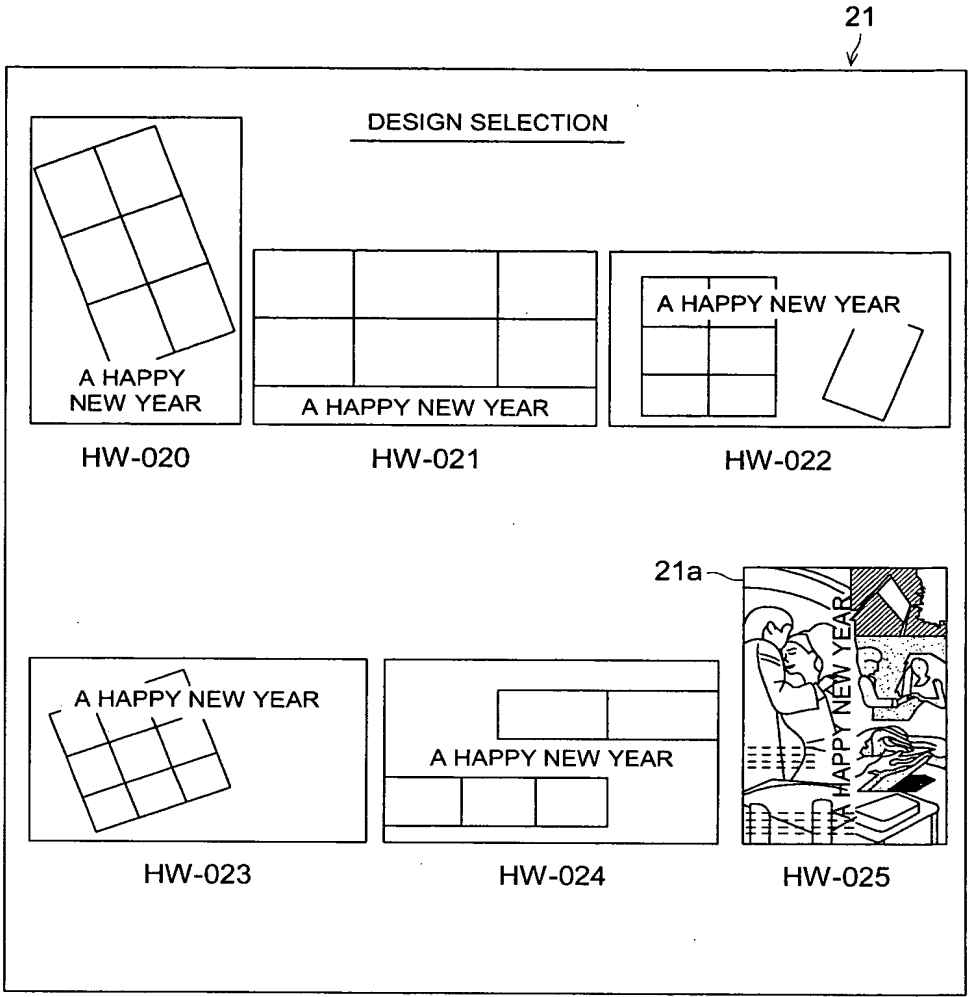 21
DESIGN SELECTION
A HAPPY
NEW YEAR
A HAPPY NEW YEAR
A HAPPY NEW YEAR
HW-020
HW-021
HW-022
21a
A HAPPY NEW YEAR
A HAPPY NEW YEAR
A HAPPY NEW YEAR
HW-023
HW-024
HW-025